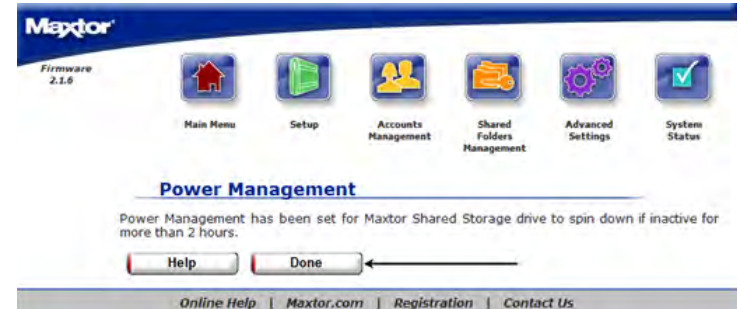 Maxtor
Firmware
2.1.6
Main Menu
Setup
Accounts
Management
Shared
Folders
Management
Advanced
Settings
System
Status
Power Management
Power Management has been set for Maxtor Shared Storage drive to spin down if inactive for
more than 2 hours.
Help
Done
Online Help | Maxtor.com | Registration | Contact Us